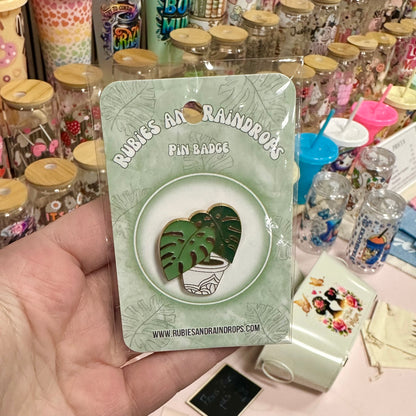 RUBIES AND RAINDROPS
PIN BADGE
WWW.RUBIESANDRAINDROPS.COM